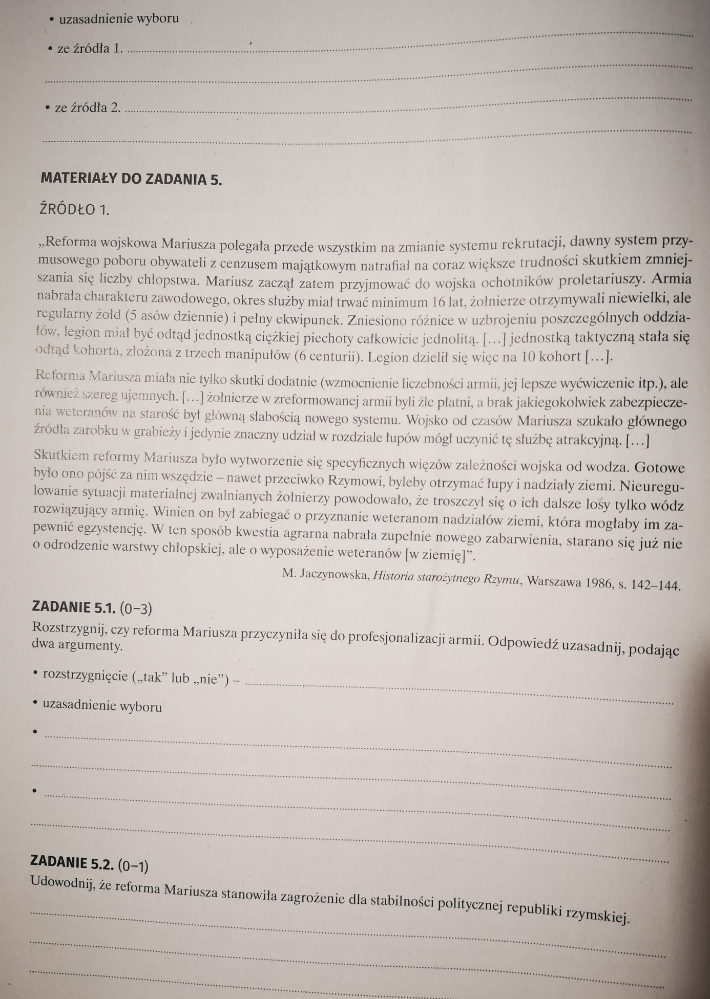 • uzasadnienie wyboru
• ze źródła 1.
• ze źródła 2.
MATERIAŁY DO ZADANIA 5.
ŹRÓDŁO 1.
„Reforma wojskowa Mariusza polegała przede wszystkim na zmianie systemu rekrutacji, dawny system przy-
musowego poboru obywateli z cenzusem majątkowym natrafiał na coraz większe trudności skutkiem zmniej-
szania się liczby chłopstwa. Mariusz zaczął zatem przyjmować do wojska ochotników proletariuszy. Armia
nabrała charakteru zawodowego, okres służby miał trwać minimum 16 lat, żołnierze otrzymywali niewielki, ale
regularny żołd (5 asów dziennie) i pełny ekwipunek. Zniesiono różnice w uzbrojeniu poszczególnych oddzia-
łów, legion miał być odtąd jednostką ciężkiej piechoty całkowicie jednolitą. […] jednostką taktyczną stała się
odtąd kohorta, złożona z trzech manipułów (6 centurii). Legion dzielił się więc na 10 kohort […].
Reforma Mariusza miała nie tylko skutki dodatnie (wzmocnienie liczebności armii, jej lepsze wyćwiczenie itp.), ale
również szereg ujemnych. […] żołnierze w zreformowanej armii byli źle płatni, a brak jakiegokolwiek zabezpiecze-
nia weteranów na starość był główną słabością nowego systemu. Wojsko od czasów Mariusza szukało głównego
źródła zarobku w grabieży i jedynie znaczny udział w rozdziale łupów mógł uczynić tę służbę atrakcyjną. […]
Skutkiem reformy Mariusza było wytworzenie się specyficznych więzów zależności wojska od wodza. Gotowe
było ono pójść za nim wszędzie – nawet przeciwko Rzymowi, byleby otrzymać łupy i nadziały ziemi. Nieuregu-
lowanie sytuacji materialnej zwalnianych żołnierzy powodowało, że troszczył się o ich dalsze losy tylko wódz
rozwiązujący armię. Winien on był zabiegać o przyznanie weteranom nadziałów ziemi, która mogłaby im za-
pewnić egzystencję. W ten sposób kwestia agrarna nabrała zupełnie nowego zabarwienia, starano się już nie
o odrodzenie warstwy chłopskiej, ale o wyposażenie weteranów [w ziemię]”.
M. Jaczynowska, Historia starożytnego Rzymu, Warszawa 1986, s. 142–144.
ZADANIE 5.1. (0–3)
Rozstrzygnij, czy reforma Mariusza przyczyniła się do profesjonalizacji armii. Odpowiedź uzasadnij, podając
dwa argumenty.
• rozstrzygnięcie („tak” lub „nie”) –
• uzasadnienie wyboru
•
•
ZADANIE 5.2. (0–1)
Udowodnij, że reforma Mariusza stanowiła zagrożenie dla stabilności politycznej republiki rzymskiej.